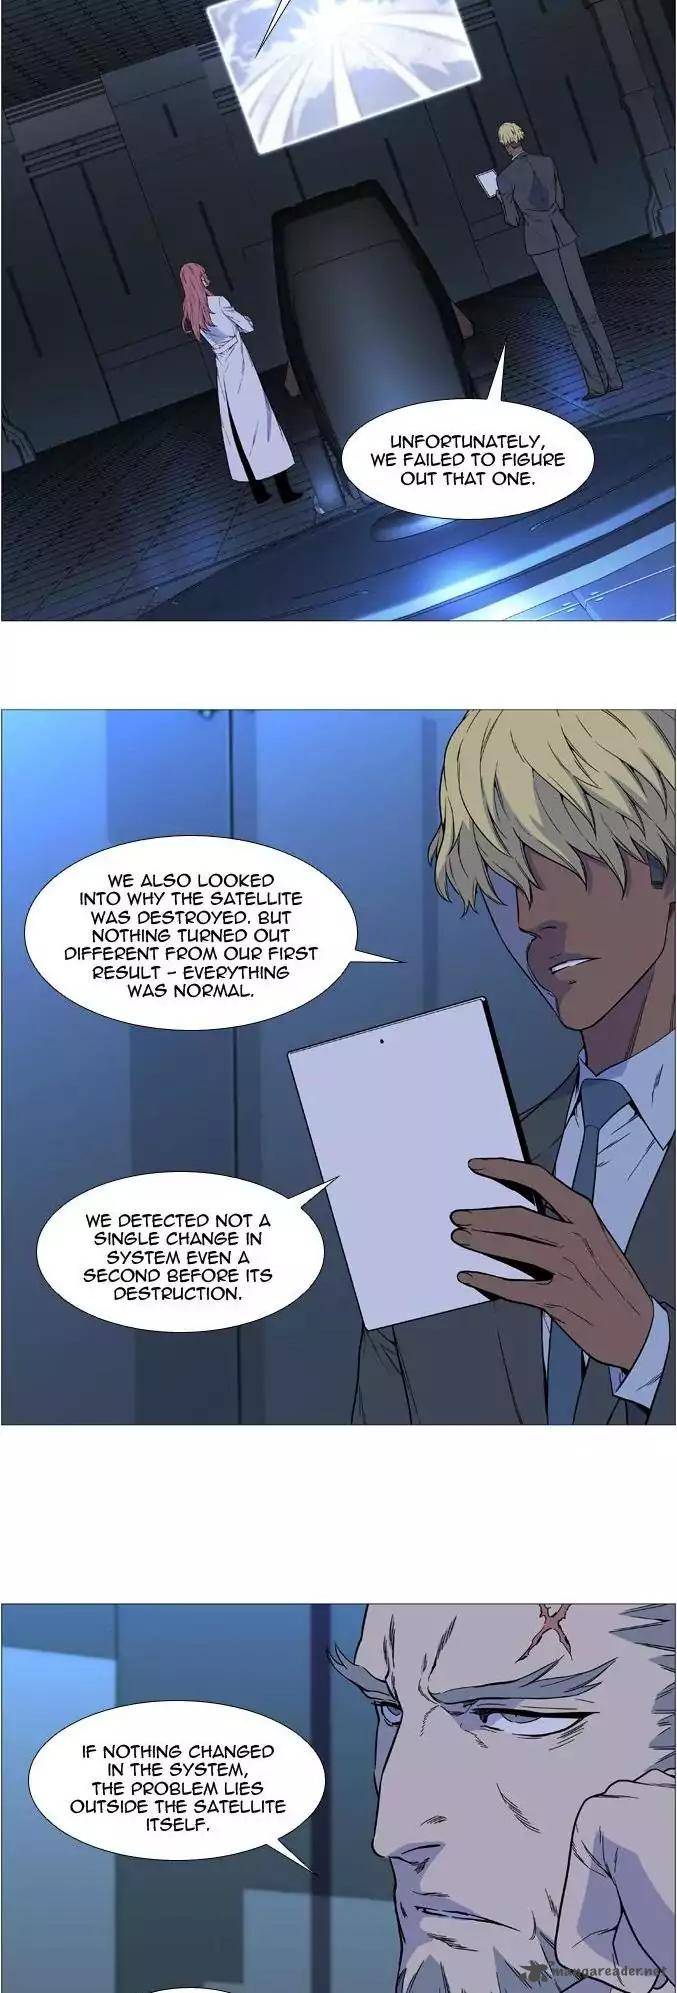 UNFORTUNATELY,
WE FAILED TO FIGURE
OUT THAT ONE.
WE ALSO LOOKED
INTO WHY THE SATELLITE
WAS DESTROYED. BUT
NOTHING TURNED OUT
DIFFERENT FROM OUR FIRST
RESULT - EVERYTHING
WAS NORMAL.
WE DETECTED NOT A
SINGLE CHANGE IN
SYSTEM EVEN A
SECOND BEFORE ITS
DESTRUCTION.
IF NOTHING CHANGED
IN THE SYSTEM,
THE PROBLEM LIES
OUTSIDE THE SATELLITE
ITSELF.
mangareader.net